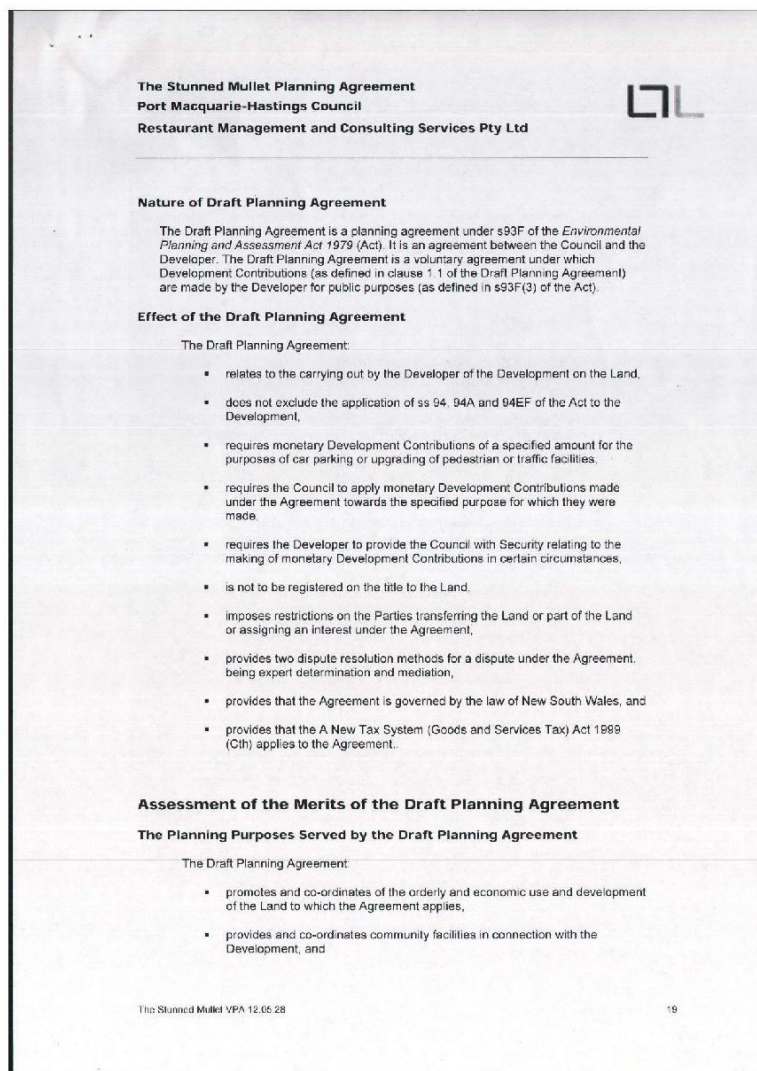 The Stunned Mullet Planning Agreement
Port Macquarie-Hastings Council
Restaurant Management and Consulting Services Pty Ltd
Nature of Draft Planning Agreement
The Draft Planning Agreement is a planning agreement under s93F of the Environmental
Planning and Assessment Act 1979 (Act). It is an agreement between the Council and the
Developer. The Draft Planning Agreement is a voluntary agreement under which
Development Contributions (as defined in clause 1.1 of the Draft Planning Agreement)
are made by the Developer for public purposes (as defined in s93F(3) of the Act).
Effect of the Draft Planning Agreement
The Draft Planning Agreement:
▪ relates to the carrying out by the Developer of the Development on the Land,
▪ does not exclude the application of ss 94, 94A and 94EF of the Act to the
Development,
▪ requires monetary Development Contributions of a specified amount for the
purposes of car parking or upgrading of pedestrian or traffic facilities,
▪ requires the Council to apply monetary Development Contributions made
under the Agreement towards the specified purpose for which they were
made,
▪ requires the Developer to provide the Council with Security relating to the
making of monetary Development Contributions in certain circumstances,
▪ is not to be registered on the title to the Land,
▪ imposes restrictions on the Parties transferring the Land or part of the Land
or assigning an interest under the Agreement,
▪ provides two dispute resolution methods for a dispute under the Agreement,
being expert determination and mediation,
▪ provides that the Agreement is governed by the law of New South Wales, and
▪ provides that the A New Tax System (Goods and Services Tax) Act 1999
(Cth) applies to the Agreement..
Assessment of the Merits of the Draft Planning Agreement
The Planning Purposes Served by the Draft Planning Agreement
The Draft Planning Agreement:
▪ promotes and co-ordinates of the orderly and economic use and development
of the Land to which the Agreement applies,
▪ provides and co-ordinates community facilities in connection with the
Development, and
The Stunned Mullet VPA 12.05.28 19